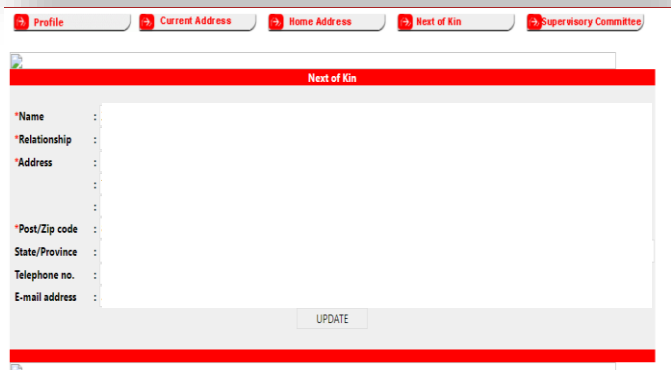 Profile Current Address Home Address Next of Kin Supervisory Committee
Next of Kin
*Name :
*Relationship :
*Address :
:
:
*Post/Zip code :
State/Province :
Telephone no. :
E-mail address :
UPDATE